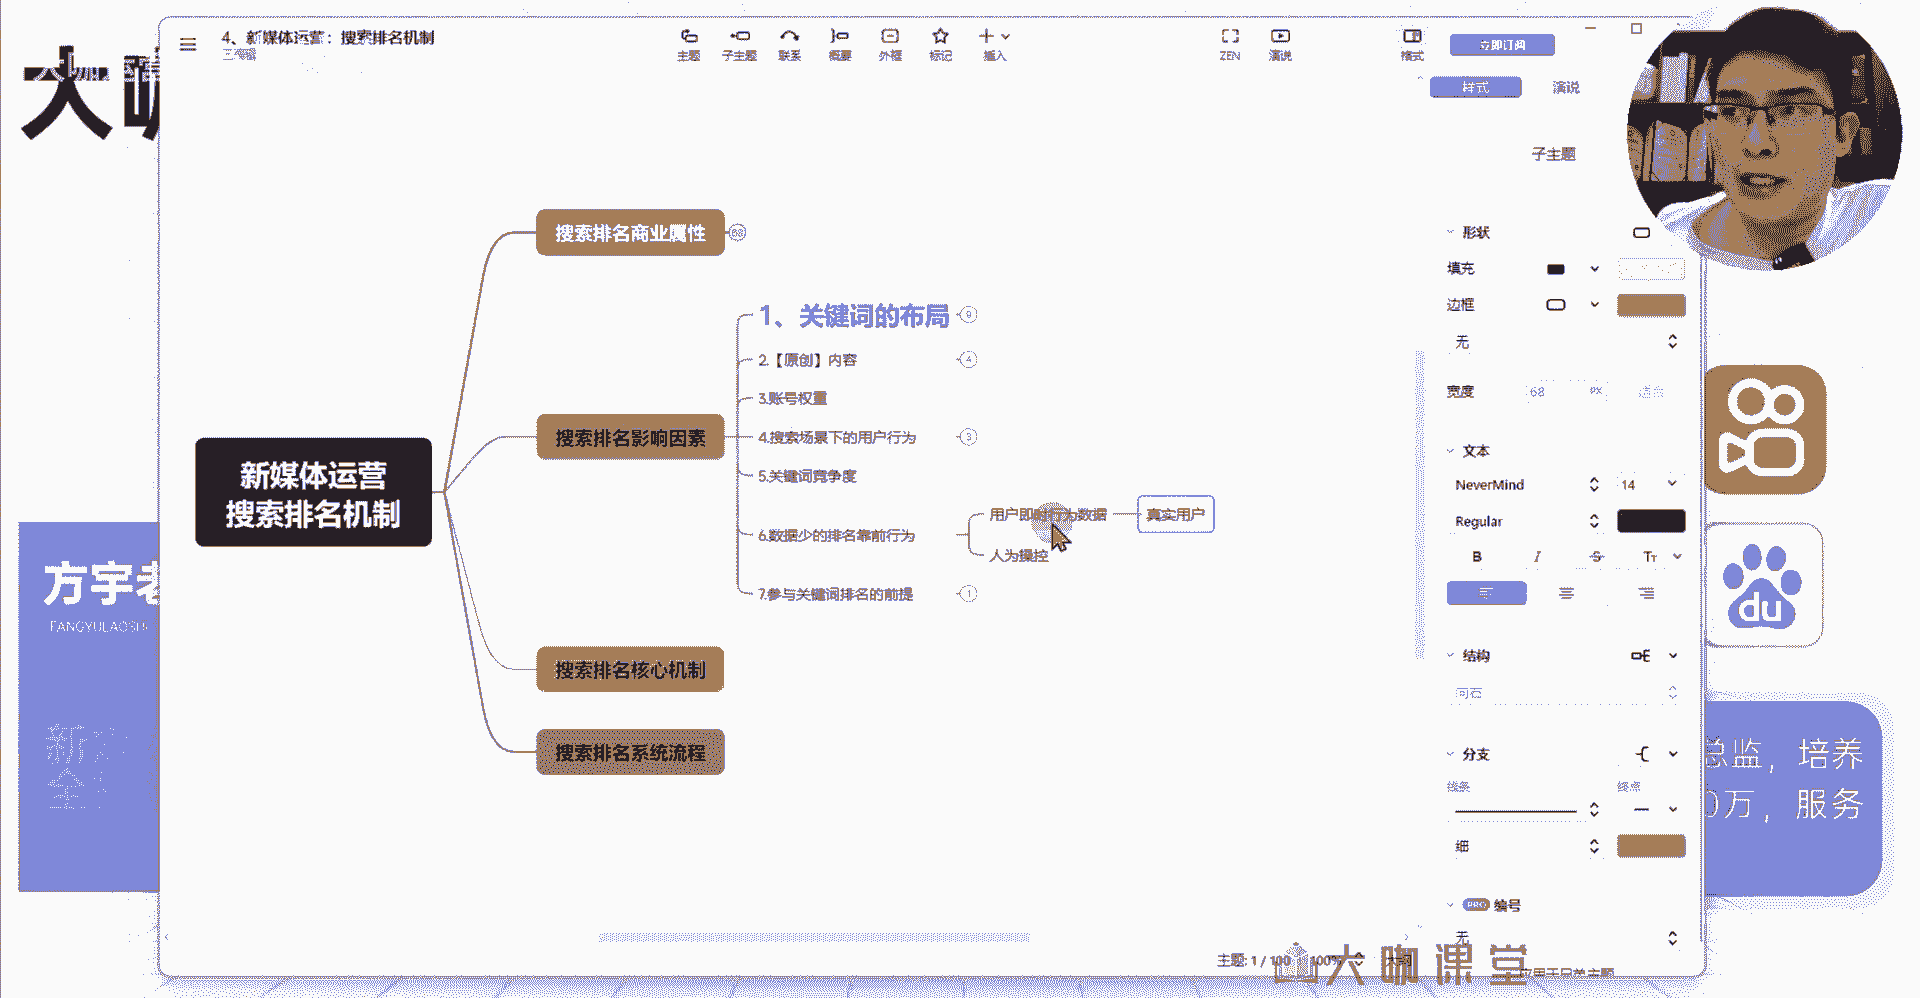 4、新媒体运营：搜索排名机制
主题
子主题
联系
概要
外框
标记
插入
ZEN
演说
格式
立即订阅
样式
演说
子主题
大咖
搜索排名商业属性
68
1、关键词的布局
9
2.【原创】内容
4
3.账号权重
搜索排名影响因素
4.搜索场景下的用户行为
3
5.关键词竞争度
新媒体运营
搜索排名机制
用户即时行为数据
真实用户
6.数据少的排名靠前行为
人为操控
7.参与关键词排名的前提
1
搜索排名核心机制
搜索排名系统流程
形状
填充
边框
无
宽度
68
px
适合
文本
NeverMind
14
Regular
B
I
S
Tт
结构
向右
分支
线条
终点
细
PRO
编号
无
方宇老
FANGYULAOSHI
新
全
du
总监，培养
0万，服务
主题: 1 / 100
100%
大纲
大咖课堂
应用于兄弟主题